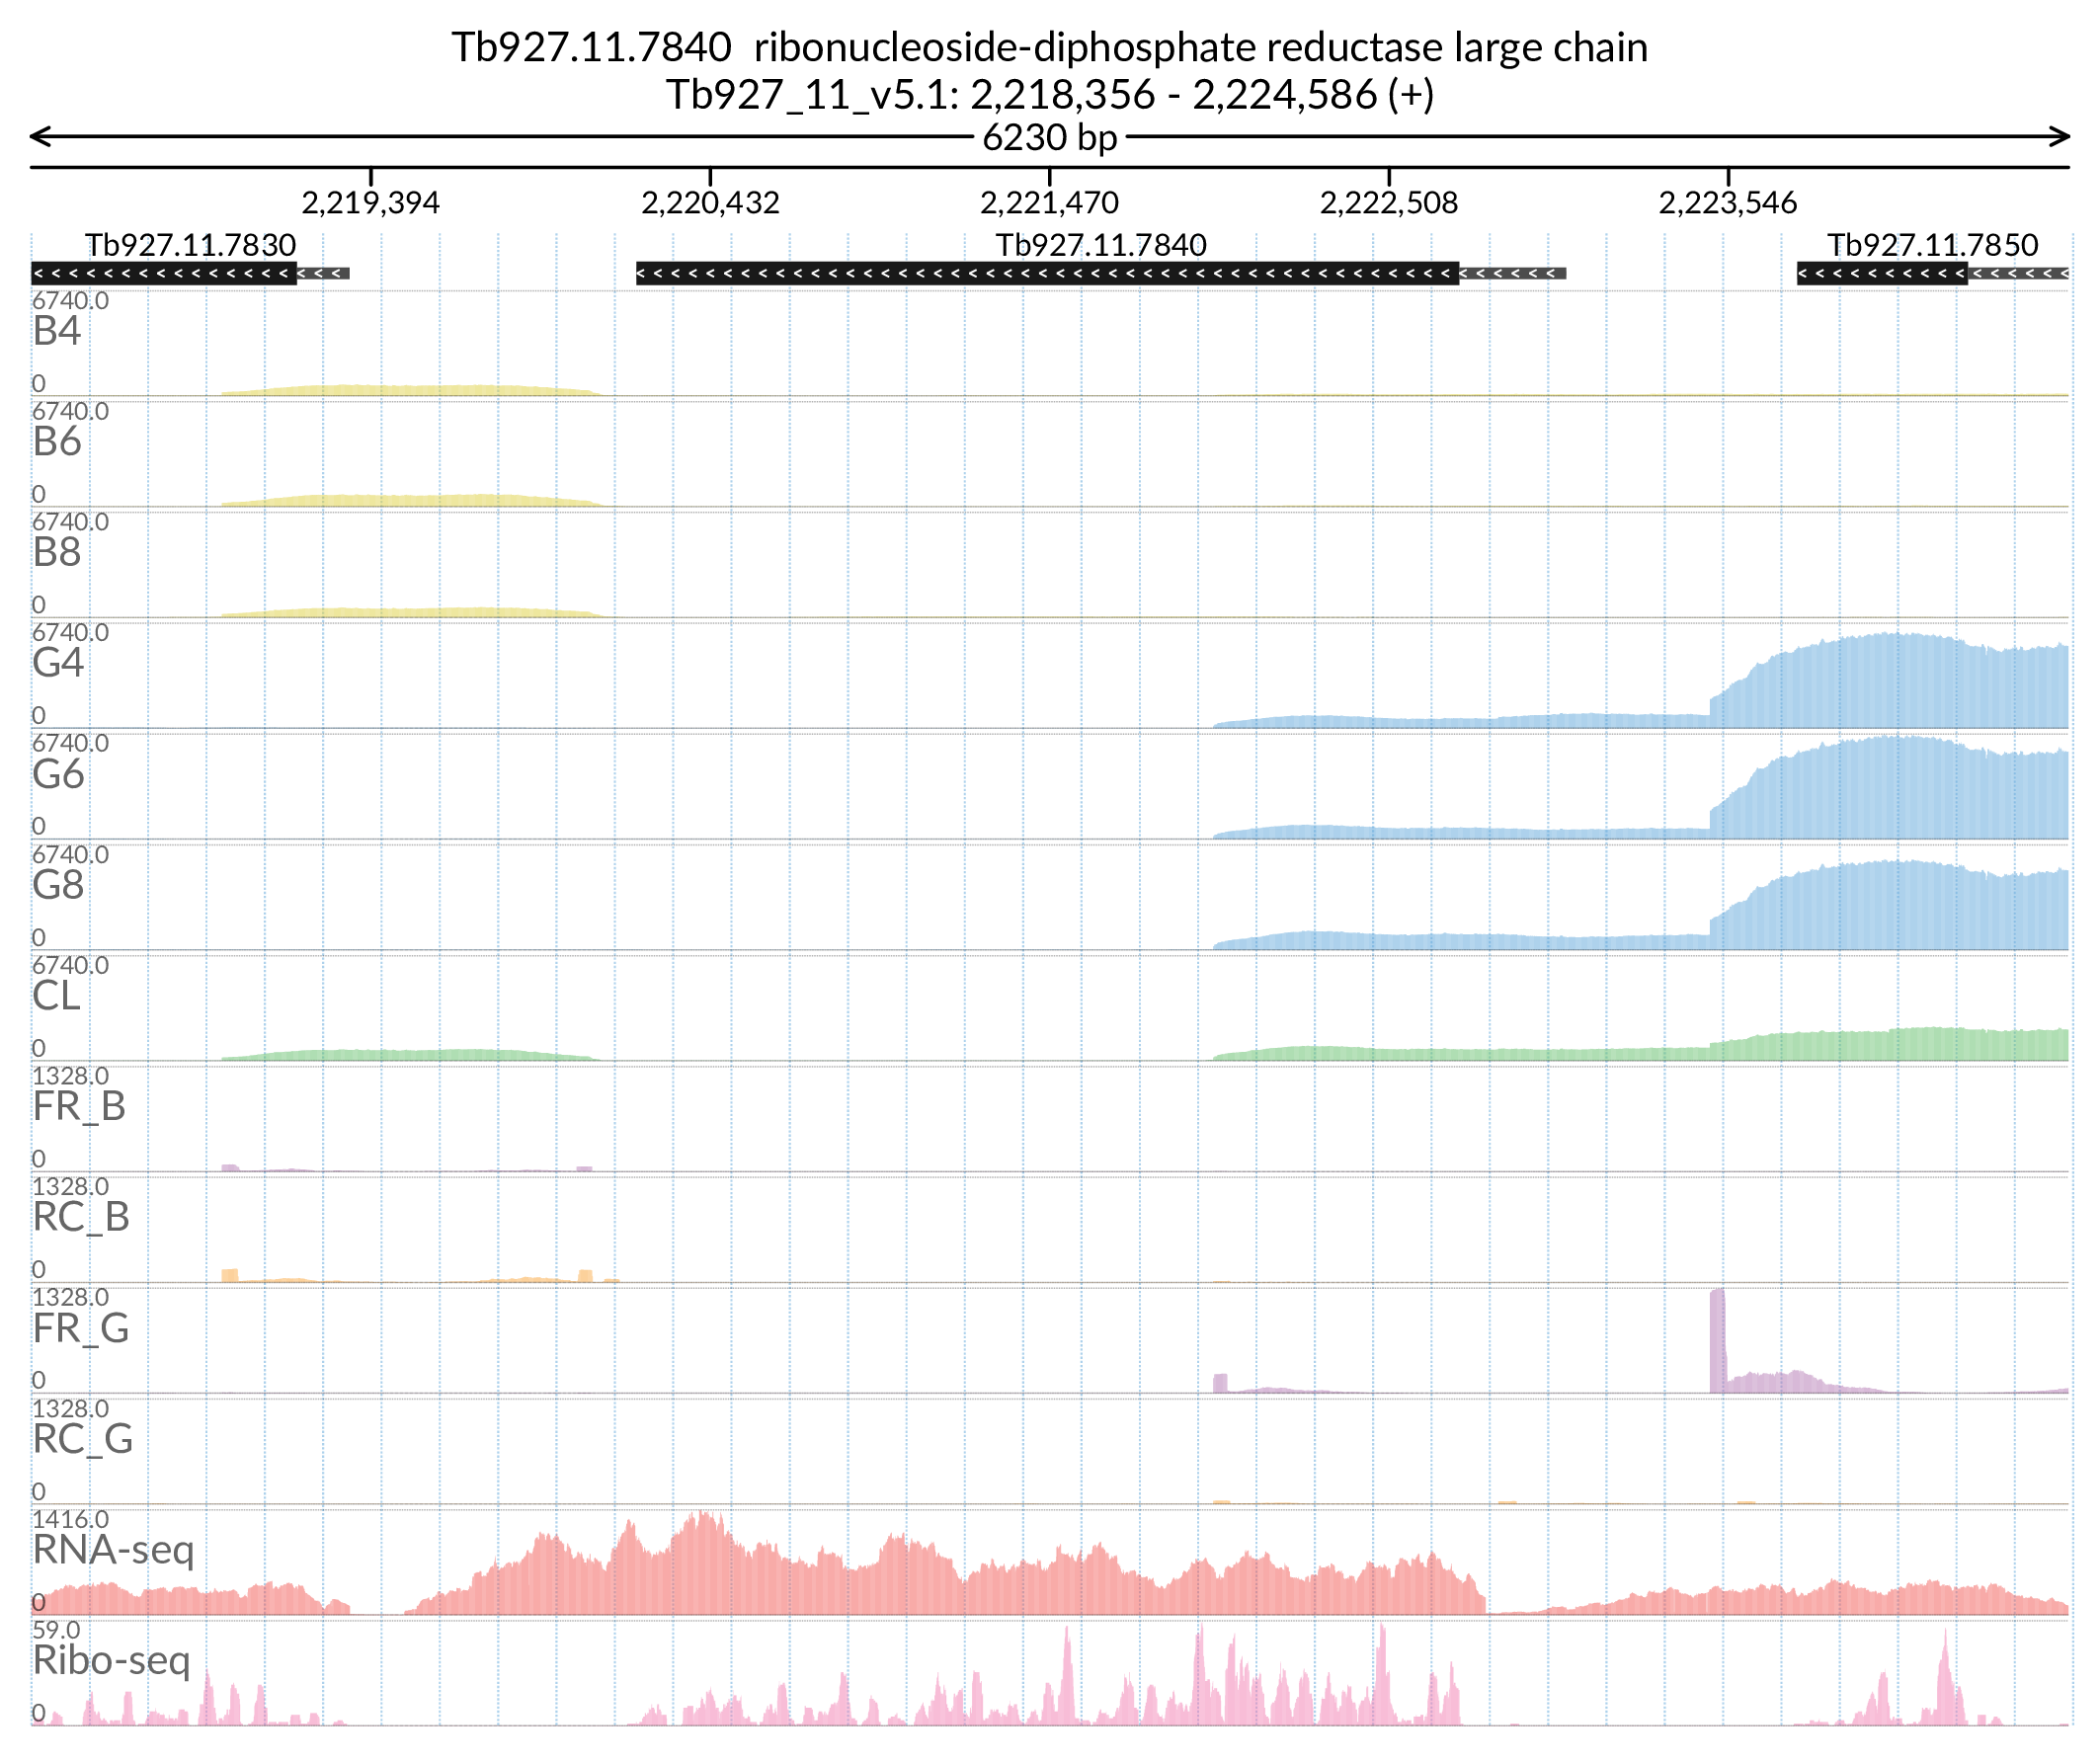 Tb927.11.7840 ribonucleoside-diphosphate reductase large chain
Tb927_11_v5.1: 2,218,356 - 2,224,586 (+)
6230 bp
2,219,394 2,220,432 2,221,470 2,222,508 2,223,546
Tb927.11.7830 Tb927.11.7840 Tb927.11.7850
6740.0
B4
0
6740.0
B6
0
6740.0
B8
0
6740.0
G4
0
6740.0
G6
0
6740.0
G8
0
6740.0
CL
0
1328.0
FR_B
0
1328.0
RC_B
0
1328.0
FR_G
0
1328.0
RC_G
0
1416.0
RNA-seq
0
59.0
Ribo-seq
0